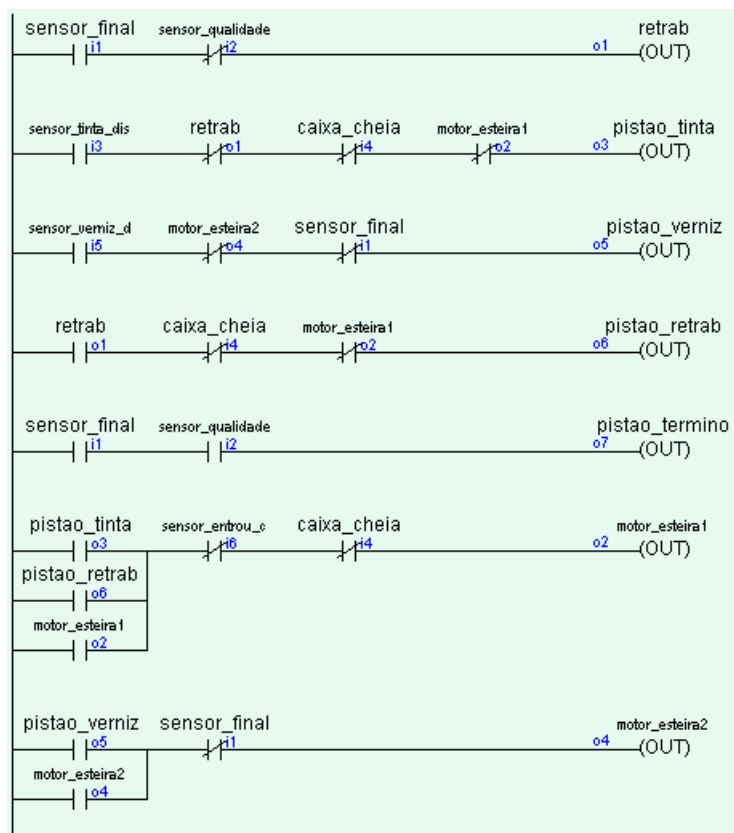 sensor_final sensor_qualidade retrab
i1 i2 o1 (OUT)
sensor_tinta_dis retrab caixa_cheia motor_esteira1 pistao_tinta
i3 o1 i4 o2 o3 (OUT)
sensor_verniz_d motor_esteira2 sensor_final pistao_verniz
i5 o4 i1 o5 (OUT)
retrab caixa_cheia motor_esteira1 pistao_retrab
o1 i4 o2 o6 (OUT)
sensor_final sensor_qualidade pistao_termino
i1 i2 o7 (OUT)
pistao_tinta sensor_entrou_c caixa_cheia motor_esteira1
o3 i6 i4 o2 (OUT)
pistao_retrab
o6
motor_esteira1
o2
pistao_verniz sensor_final motor_esteira2
o5 i1 o4 (OUT)
motor_esteira2
o4